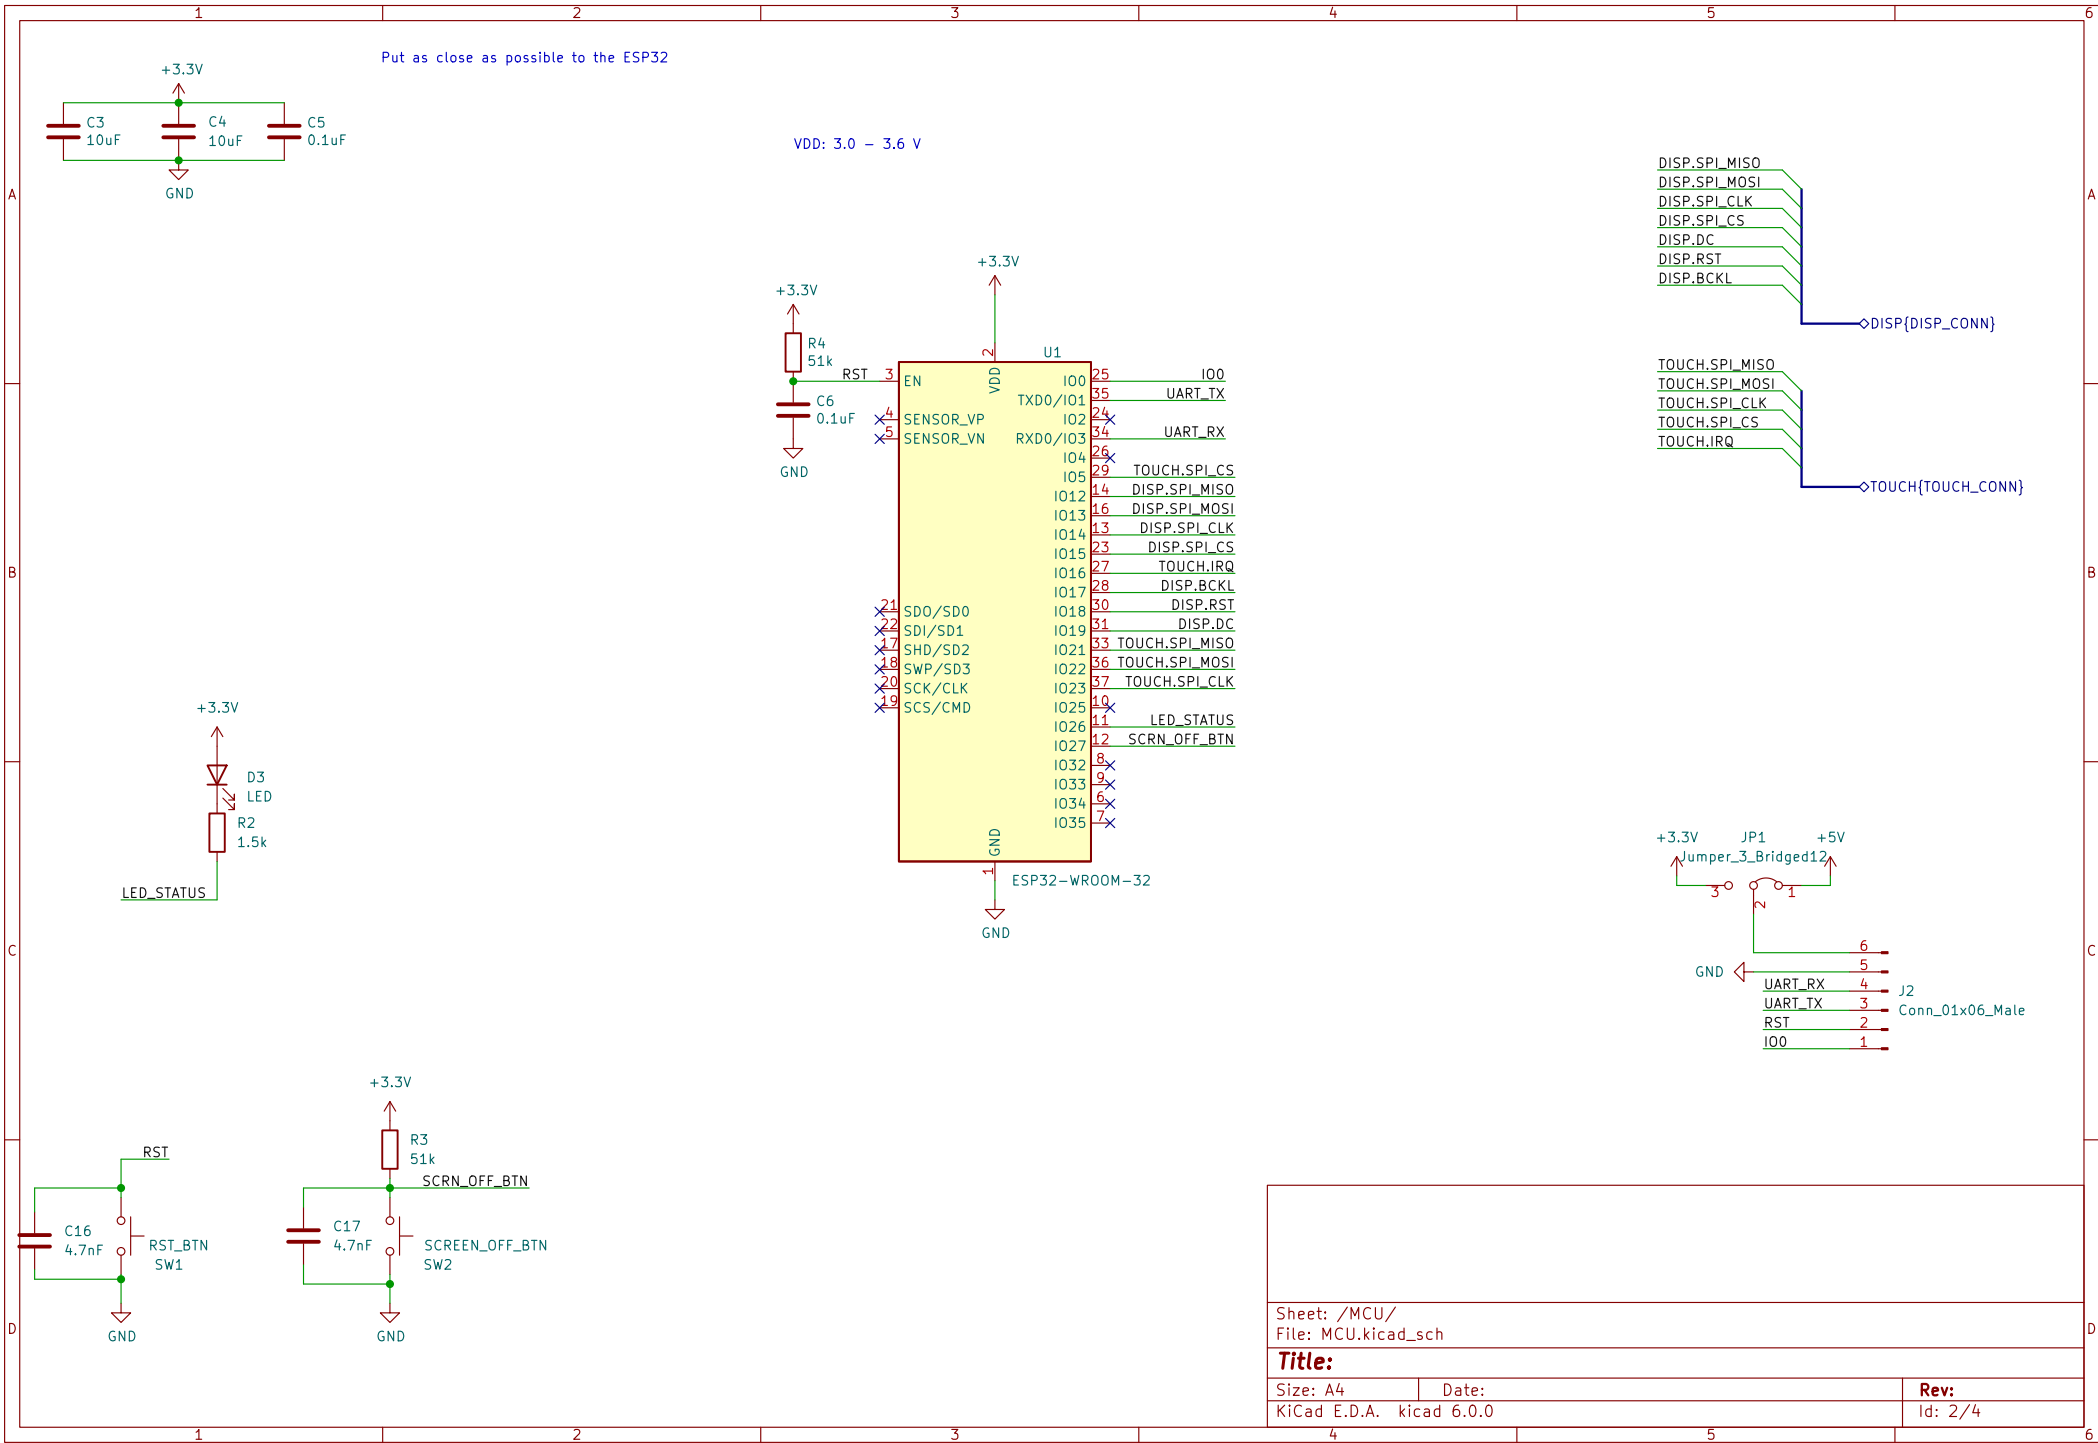 1 2 3 4 5 6
Put as close as possible to the ESP32
+3.3V
C3
10uF
C4
10uF
C5
0.1uF
GND
VDD: 3.0 - 3.6 V
A
A
DISP.SPI_MISO
DISP.SPI_MOSI
DISP.SPI_CLK
DISP.SPI_CS
DISP.DC
DISP.RST
DISP.BCKL
DISP{DISP_CONN}
TOUCH.SPI_MISO
TOUCH.SPI_MOSI
TOUCH.SPI_CLK
TOUCH.SPI_CS
TOUCH.IRQ
TOUCH{TOUCH_CONN}
+3.3V
R4
51k
RST
C6
0.1uF
GND
+3.3V
U1
2
VDD
3 EN
4 SENSOR_VP
5 SENSOR_VN
21 SDO/SD0
22 SDI/SD1
17 SHD/SD2
18 SWP/SD3
20 SCK/CLK
19 SCS/CMD
IO0 25 IO0
TXD0/IO1 35 UART_TX
IO2 24
RXD0/IO3 34 UART_RX
IO4 26
IO5 29 TOUCH.SPI_CS
IO12 14 DISP.SPI_MISO
IO13 16 DISP.SPI_MOSI
IO14 13 DISP.SPI_CLK
IO15 23 DISP.SPI_CS
IO16 27 TOUCH.IRQ
IO17 28 DISP.BCKL
IO18 30 DISP.RST
IO19 31 DISP.DC
IO21 33 TOUCH.SPI_MISO
IO22 36 TOUCH.SPI_MOSI
IO23 37 TOUCH.SPI_CLK
IO25 10
IO26 11 LED_STATUS
IO27 12 SCRN_OFF_BTN
IO32 8
IO33 9
IO34 6
IO35 7
GND
1
ESP32-WROOM-32
GND
B
B
+3.3V
D3
LED
R2
1.5k
LED_STATUS
+3.3V
JP1
+5V
Jumper_3_Bridged12
3
2
1
C
C
6
GND 5
UART_RX 4
UART_TX 3
RST 2
IO0 1
J2
Conn_01x06_Male
RST
C16
4.7nF
RST_BTN
SW1
GND
+3.3V
R3
51k
SCRN_OFF_BTN
C17
4.7nF
SCREEN_OFF_BTN
SW2
GND
D
D
Sheet: /MCU/
File: MCU.kicad_sch
Title:
Size: A4 Date: Rev:
KiCad E.D.A. kicad 6.0.0 Id: 2/4
1 2 3 4 5 6